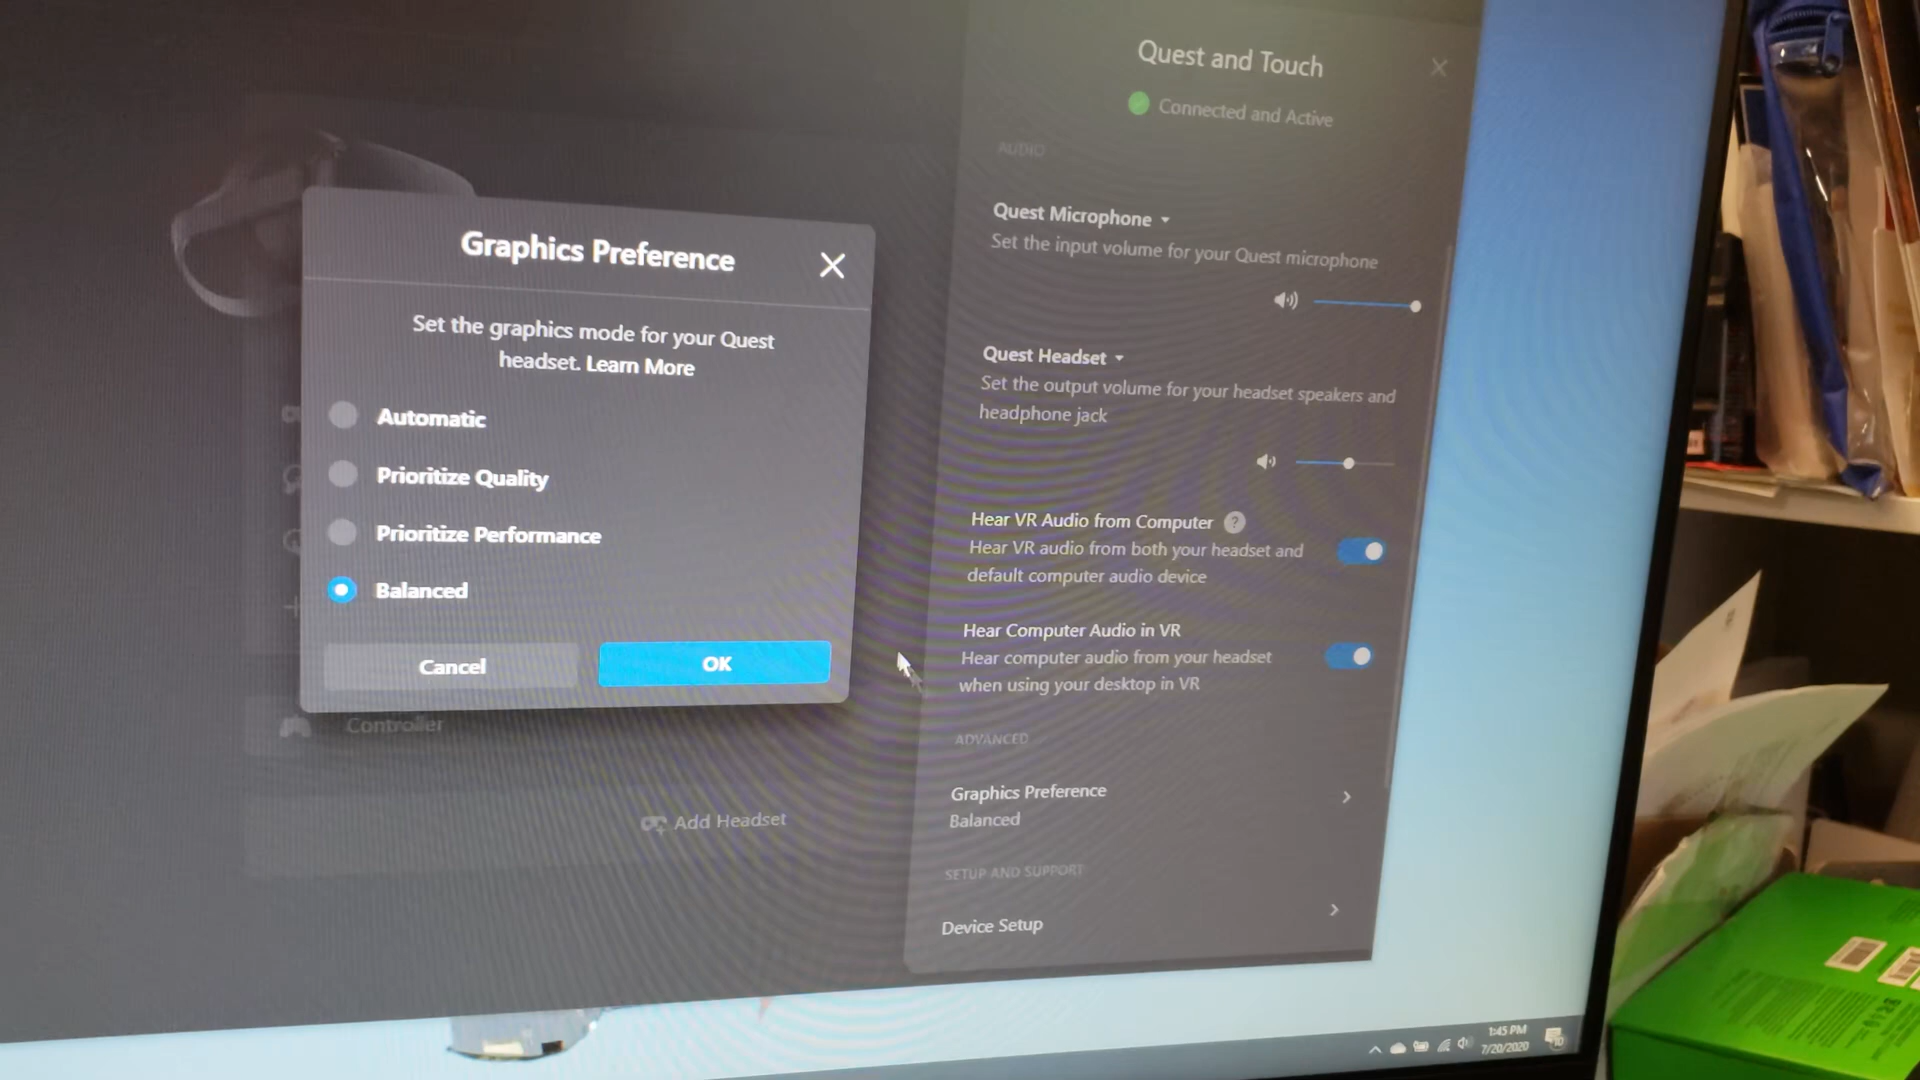 Graphics Preference
Set the graphics mode for your Quest
headset. Learn More
Automatic
Prioritize Quality
Prioritize Performance
Balanced
Cancel
OK
Controller
Add Headset
Quest and Touch
Connected and Active
AUDIO
Quest Microphone
Set the input volume for your Quest microphone
Quest Headset
Set the output volume for your headset speakers and
headphone jack
Hear VR Audio from Computer ?
Hear VR audio from both your headset and
default computer audio device
Hear Computer Audio in VR
Hear computer audio from your headset
when using your desktop in VR
ADVANCED
Graphics Preference
Balanced
SETUP AND SUPPORT
Device Setup
1:45 PM
7/20/2020